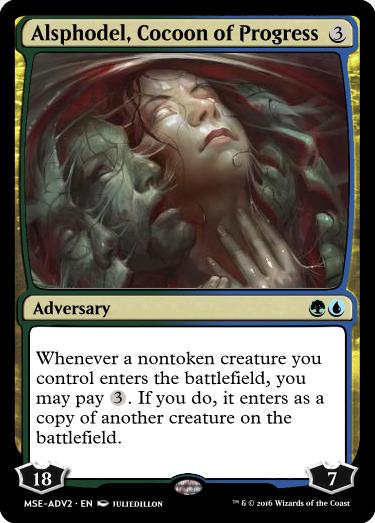 Alsphodel, Cocoon of Progress 3
Adversary
Whenever a nontoken creature you
control enters the battlefield, you
may pay 3. If you do, it enters as a
copy of another creature on the
battlefield.
18
7
MSE-ADV2 · EN JULIEDILLON
™ & © 2016 Wizards of the Coast